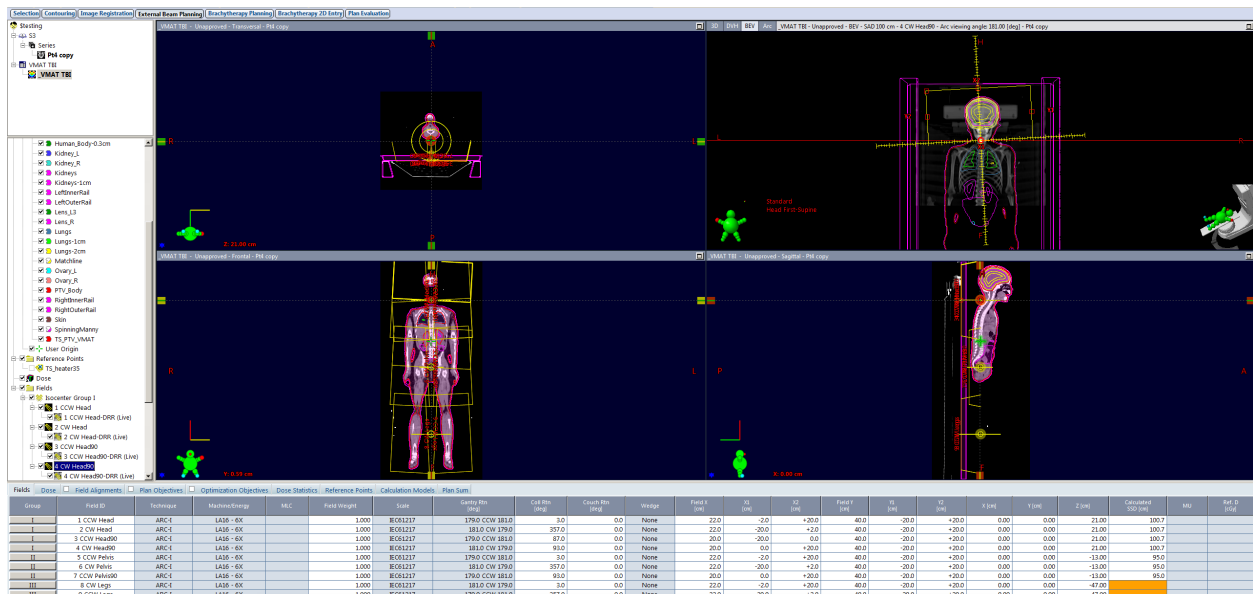 Selection Contouring Image Registration External Beam Planning Brachytherapy Planning Brachytherapy 2D Entry Plan Evaluation
Stesting
S3
Series
Pt4 copy
VMAT TBI
_VMAT TBI
Human_Body-0.3cm
Kidney_L
Kidney_R
Kidneys
Kidneys-1cm
LeftInnerRail
LeftOuterRail
Lens_L3
Lens_R
Lungs
Lungs-1cm
Lungs-2cm
Matchline
Ovary_L
Ovary_R
PTV_Body
RightInnerRail
RightOuterRail
Skin
SpinningManny
TS_PTV_VMAT
User Origin
Reference Points
TS_heater35
Dose
Fields
Isocenter Group I
1 CCW Head
1 CCW Head-DRR (Live)
2 CW Head
2 CW Head-DRR (Live)
3 CCW Head90
3 CCW Head90-DRR (Live)
4 CW Head90
4 CW Head90-DRR (Live)
_VMAT TBI - Unapproved - Transversal - Pt4 copy
A
R
L
P
Z: 21.00 cm
3D DVH BEV Arc _VMAT TBI - Unapproved - BEV - SAD 100 cm - 4 CW Head90 - Arc viewing angle 181.00 [deg] - Pt4 copy
H
L
Standard
Head First-Supine
_VMAT TBI - Unapproved - Frontal - Pt4 copy
R
L
Y: 0.50 cm
_VMAT TBI - Unapproved - Sagittal - Pt4 copy
P
A
X: 0.00 cm
Fields Dose Field Alignments Plan Objectives Optimization Objectives Dose Statistics Reference Points Calculation Models Plan Sum
Group Field ID Technique Machine/Energy MLC Field Weight Scale Gantry Rtn [deg] Coll Rtn [deg] Couch Rtn [deg] Wedge Field X [cm] X1 [cm] X2 [cm] Field Y [cm] Y1 [cm] Y2 [cm] X [cm] Y [cm] Z [cm] Calculated SSD [cm] MU Ref. D [cGy]
I 1 CCW Head ARC-I LA16 - 6X 1.000 IEC61217 179.0 CCW 181.0 3.0 0.0 None 22.0 -2.0 +20.0 40.0 -20.0 +20.0 0.00 0.00 21.00 100.7
I 2 CW Head ARC-I LA16 - 6X 1.000 IEC61217 181.0 CW 179.0 357.0 0.0 None 22.0 -20.0 +2.0 40.0 -20.0 +20.0 0.00 0.00 21.00 100.7
I 3 CCW Head90 ARC-I LA16 - 6X 1.000 IEC61217 179.0 CCW 181.0 87.0 0.0 None 20.0 -20.0 0.0 40.0 -20.0 +20.0 0.00 0.00 21.00 100.7
I 4 CW Head90 ARC-I LA16 - 6X 1.000 IEC61217 181.0 CW 179.0 93.0 0.0 None 20.0 0.0 +20.0 40.0 -20.0 +20.0 0.00 0.00 21.00 100.7
II 5 CCW Pelvis ARC-I LA16 - 6X 1.000 IEC61217 179.0 CCW 181.0 3.0 0.0 None 22.0 -2.0 +20.0 40.0 -20.0 +20.0 0.00 0.00 -13.00 95.0
II 6 CW Pelvis ARC-I LA16 - 6X 1.000 IEC61217 181.0 CW 179.0 357.0 0.0 None 22.0 -20.0 +2.0 40.0 -20.0 +20.0 0.00 0.00 -13.00 95.0
II 7 CCW Pelvis90 ARC-I LA16 - 6X 1.000 IEC61217 179.0 CCW 181.0 93.0 0.0 None 20.0 0.0 +20.0 40.0 -20.0 +20.0 0.00 0.00 -13.00 95.0
III 8 CW Legs ARC-I LA16 - 6X 1.000 IEC61217 181.0 CW 179.0 3.0 0.0 None 22.0 -2.0 +20.0 40.0 -20.0 +20.0 0.00 0.00 -47.00